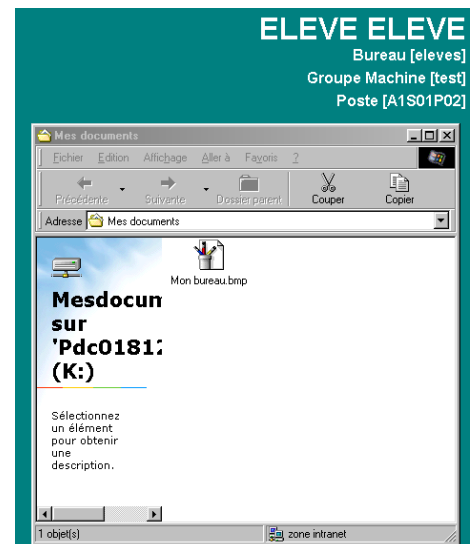 ELEVE ELEVE
Bureau [eleves]
Groupe Machine [test]
Poste [A1S01P02]
Mes documents
Fichier Edition Affichage Aller à Favoris ?
Précédente Suivante Dossier parent Couper Copier
Adresse Mes documents
Mon bureau.bmp
Mesdocum
sur
'Pdc01812
(K:)
Sélectionnez
un élément
pour obtenir
une
description.
1 objet(s) zone intranet